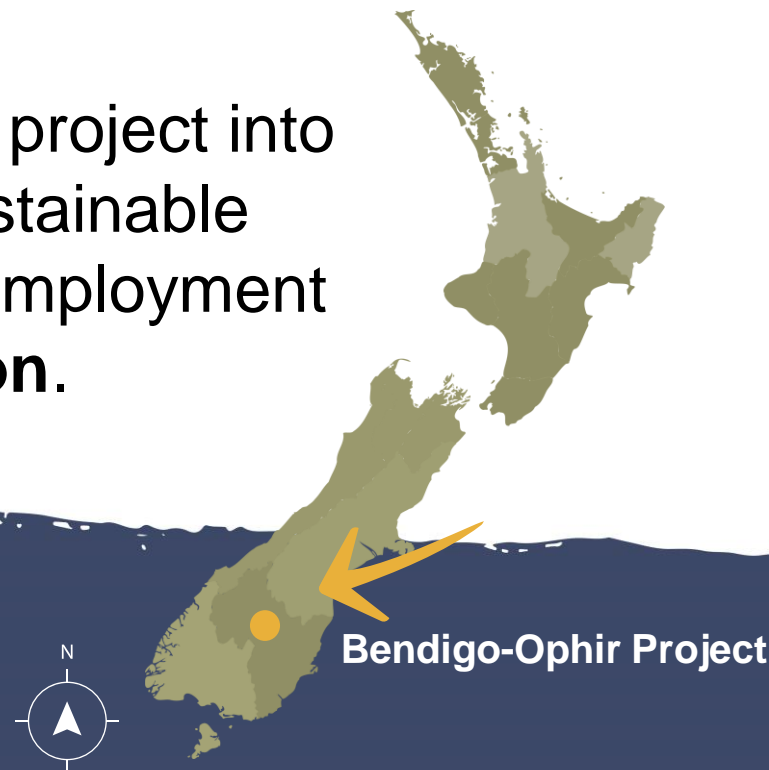 project into
stainable
mployment
on.
Bendigo-Ophir Project
N